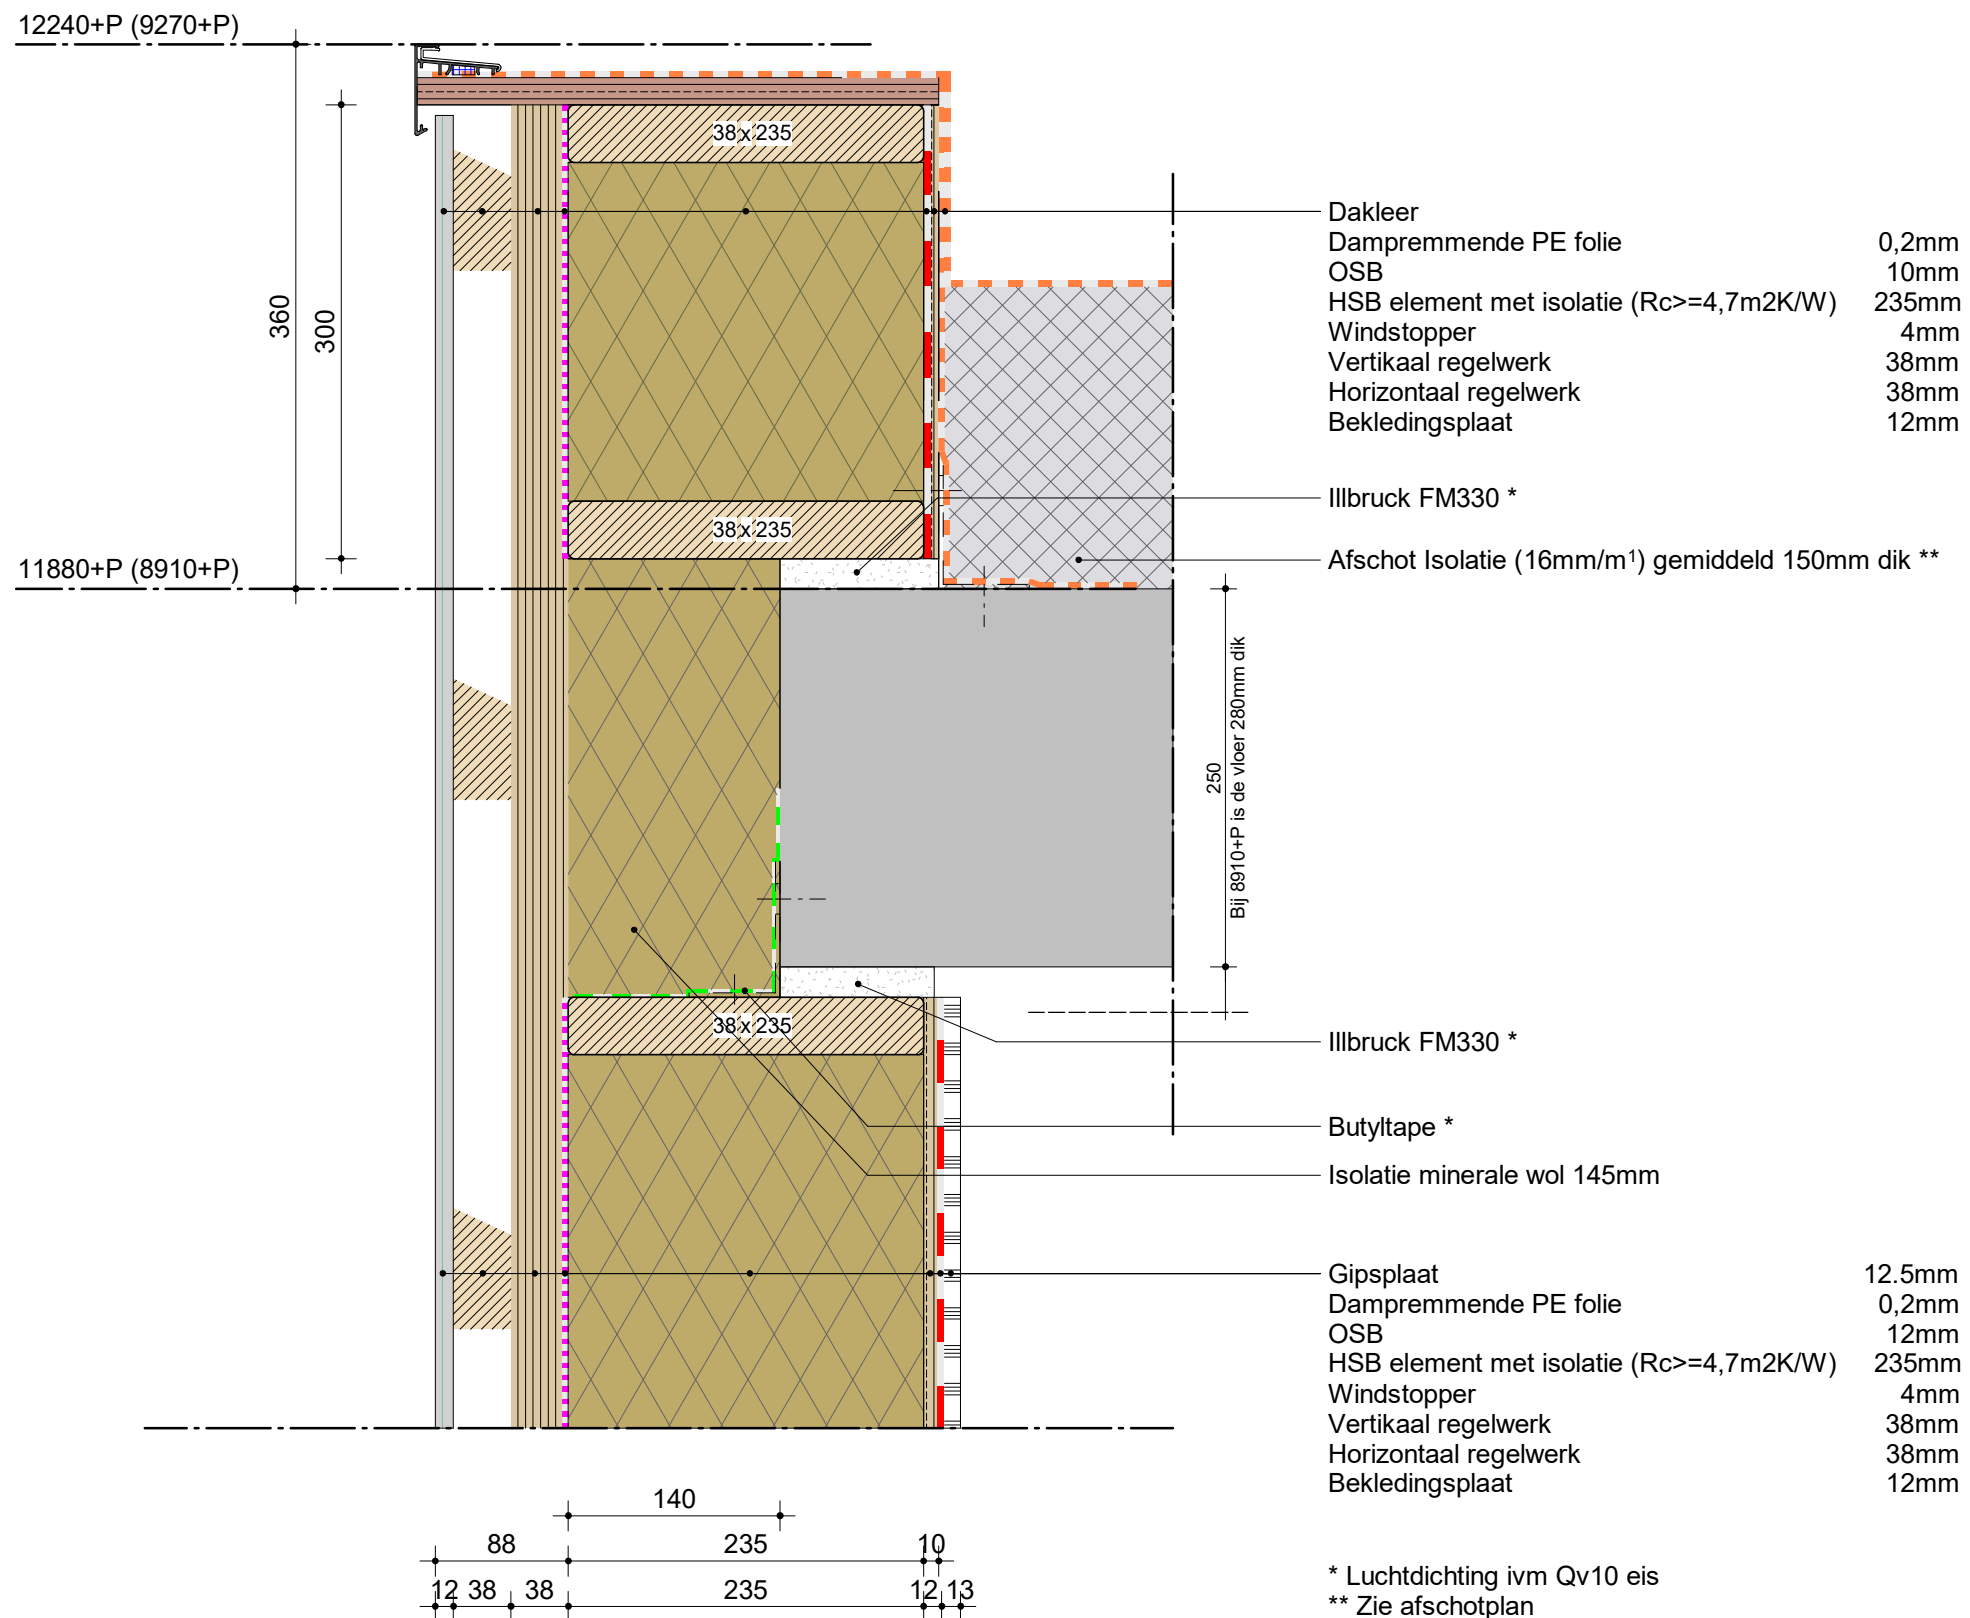 12240+P (9270+P)
38 x 235
360
300
Dakleer
Dampremmende PE folie 0,2mm
OSB 10mm
HSB element met isolatie (Rc>=4,7m2K/W) 235mm
Windstopper 4mm
Vertikaal regelwerk 38mm
Horizontaal regelwerk 38mm
Bekledingsplaat 12mm
Illbruck FM330 *
38 x 235
Afschot Isolatie (16mm/m¹) gemiddeld 150mm dik **
11880+P (8910+P)
250
Bij 8910+P is de vloer 280mm dik
38 x 235
Illbruck FM330 *
Butyltape *
Isolatie minerale wol 145mm
Gipsplaat 12.5mm
Dampremmende PE folie 0,2mm
OSB 12mm
HSB element met isolatie (Rc>=4,7m2K/W) 235mm
Windstopper 4mm
Vertikaal regelwerk 38mm
Horizontaal regelwerk 38mm
Bekledingsplaat 12mm
140
88 235 10
12 38 38 235 12 13
* Luchtdichting ivm Qv10 eis
** Zie afschotplan